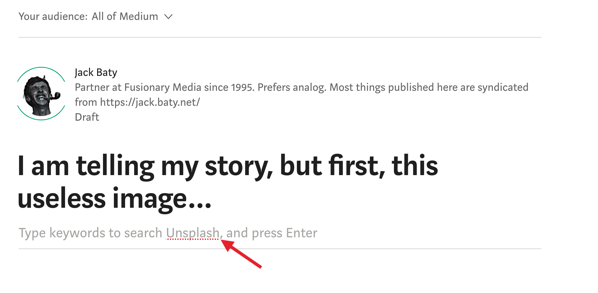 Your audience: All of Medium
Jack Baty
Partner at Fusionary Media since 1995. Prefers analog. Most things published here are syndicated
from https://jack.baty.net/
Draft
I am telling my story, but first, this
useless image...
Type keywords to search Unsplash, and press Enter